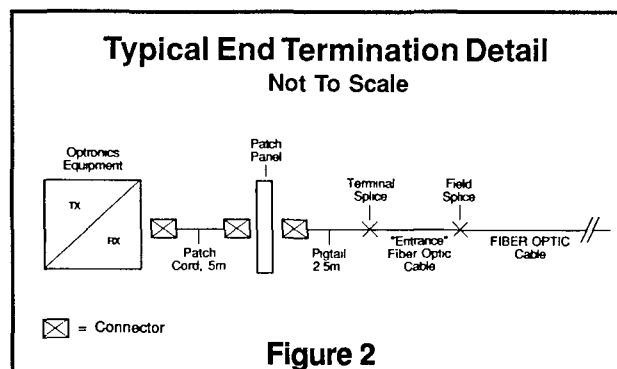 Typical End Termination Detail
Not To Scale
Optronics
Equipment
TX
RX
Patch
Cord, 5m
Patch
Panel
Pigtail
2 5m
Terminal
Splice
"Entrance"
Fiber Optic
Cable
Field
Splice
FIBER OPTIC
Cable
= Connector
Figure 2